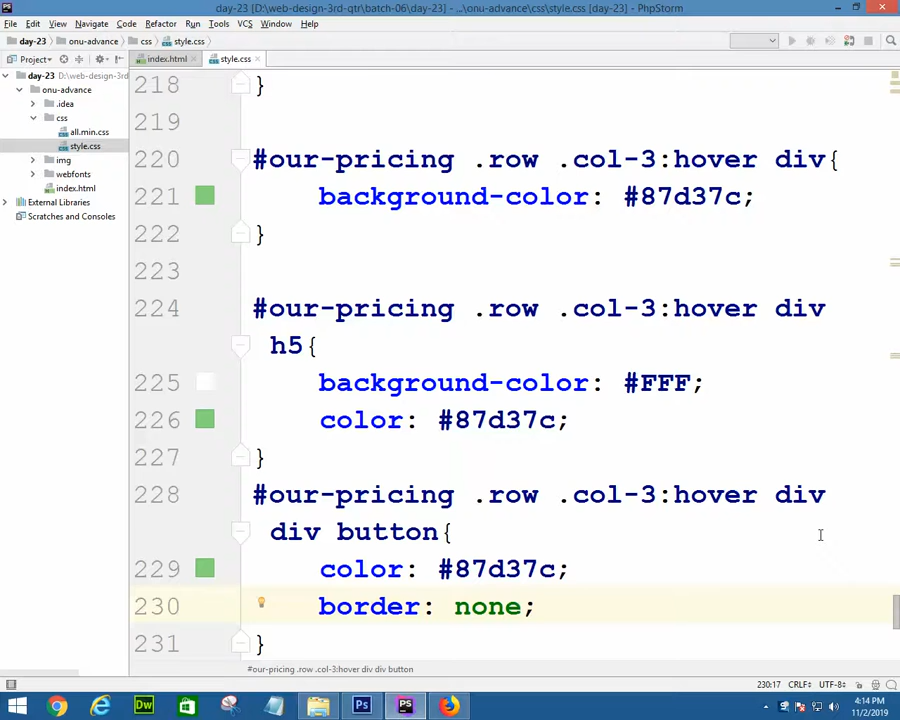 day-23 [D:\web-design-3rd-qtr\batch-06\day-23] - ...\onu-advance\css\style.css [day-23] - PhpStorm
File Edit View Navigate Code Refactor Run Tools VCS Window Help
day-23 onu-advance css style.css
Project index.html style.css
day-23 D:\web-design-3rd
onu-advance
.idea
css
all.min.css
style.css
img
webfonts
index.html
External Libraries
Scratches and Consoles
218 }
219
220 #our-pricing .row .col-3:hover div{
221 background-color: #87d37c;
222 }
223
224 #our-pricing .row .col-3:hover div
h5{
225 background-color: #FFF;
226 color: #87d37c;
227 }
228 #our-pricing .row .col-3:hover div
div button{
229 color: #87d37c;
230 border: none;
231 }
#our-pricing .row .col-3:hover div div button
230:17 CRLF÷ UTF-8÷
4:14 PM
11/2/2019